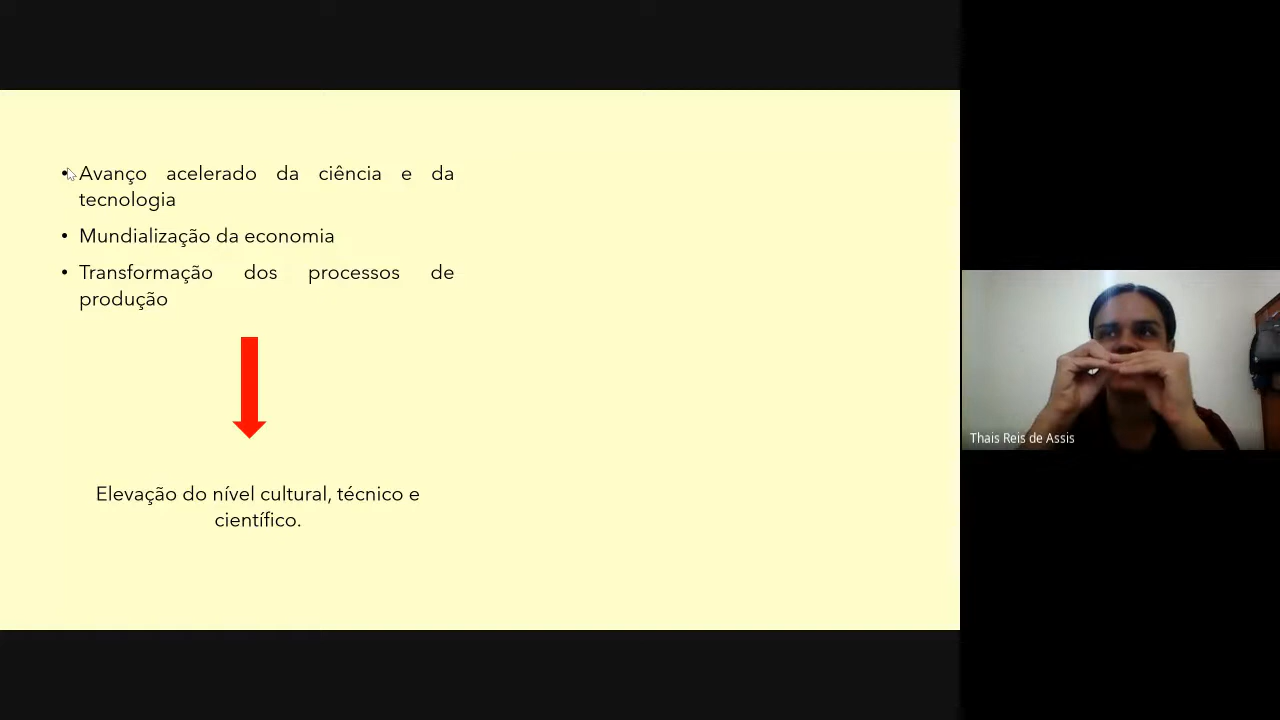 • Avanço acelerado da ciência e da
tecnologia
• Mundialização da economia
• Transformação dos processos de
produção
Elevação do nível cultural, técnico e
científico.
Thais Reis de Assis